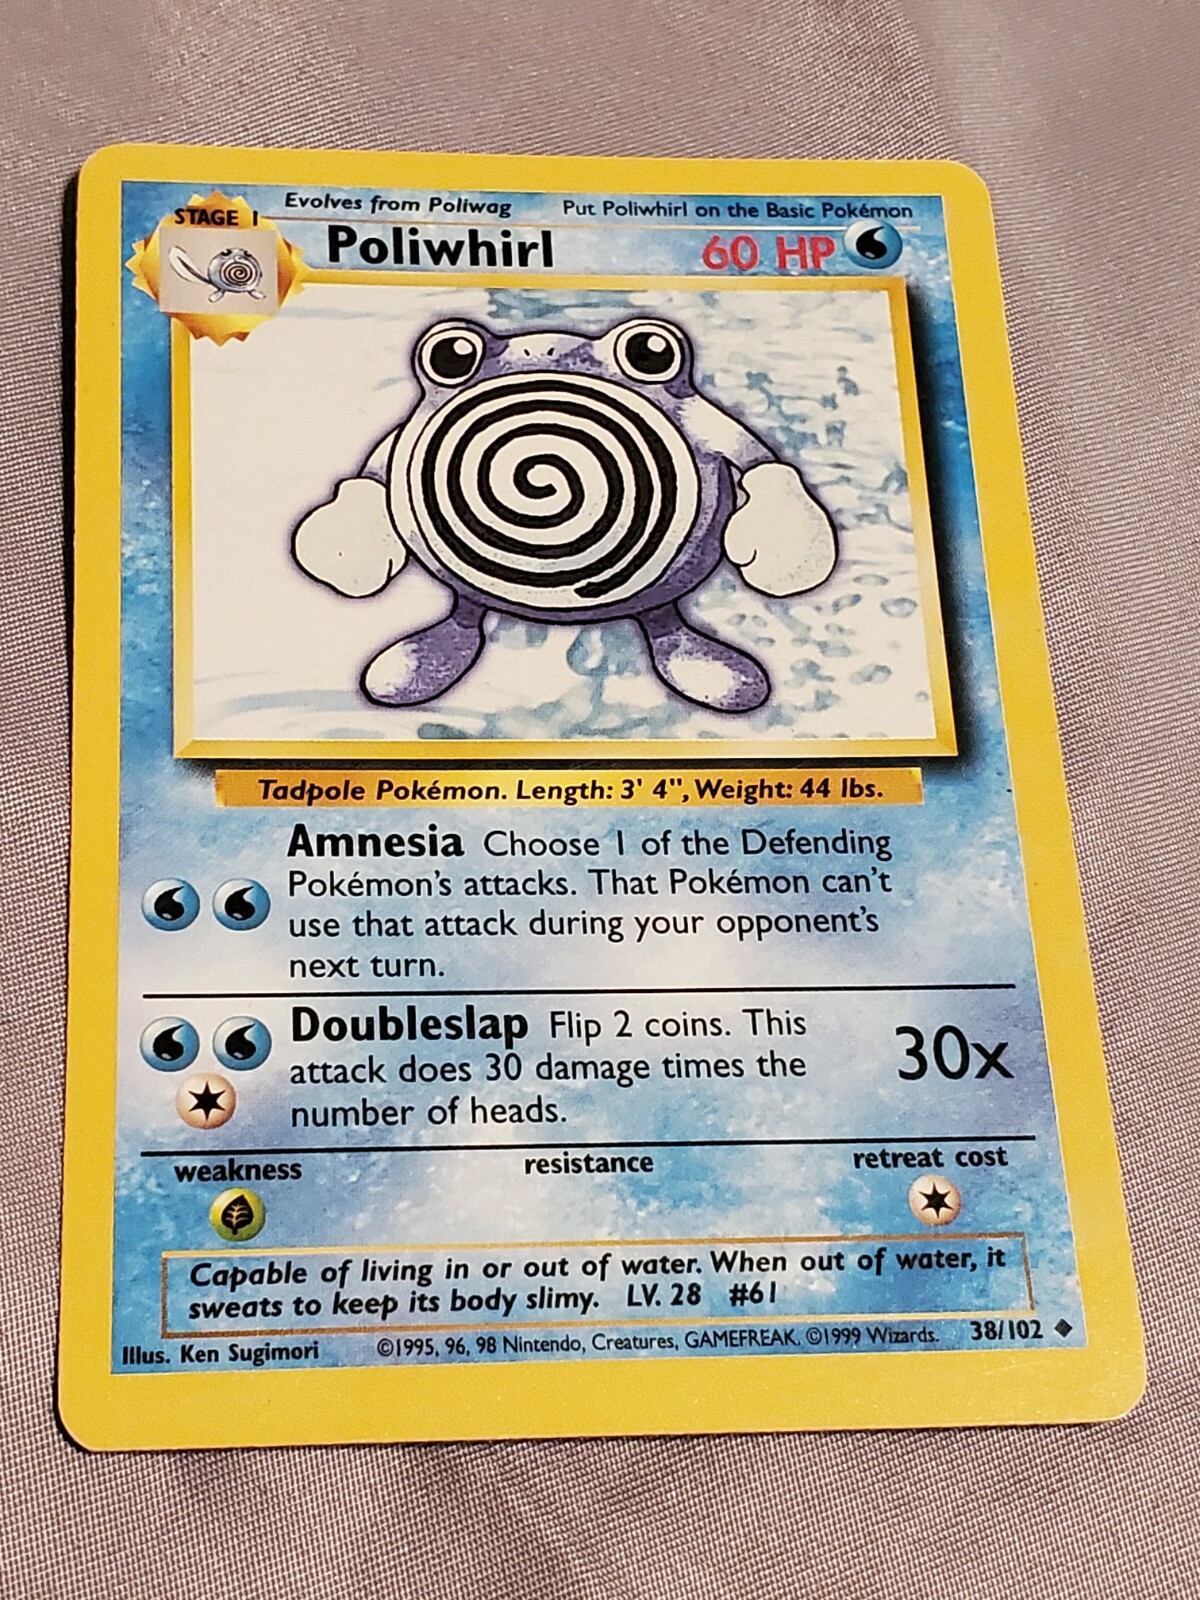 Evolves from Poliwag Put Poliwhirl on the Basic Pokémon
STAGE 1
Poliwhirl 60 HP
Tadpole Pokémon. Length: 3' 4", Weight: 44 lbs.
Amnesia Choose 1 of the Defending
Pokémon's attacks. That Pokémon can't
use that attack during your opponent's
next turn.
Doubleslap Flip 2 coins. This
attack does 30 damage times the
number of heads.
30x
weakness resistance retreat cost
Capable of living in or out of water. When out of water, it
sweats to keep its body slimy. LV. 28 #61
Illus. Ken Sugimori ©1995, 96, 98 Nintendo, Creatures, GAMEFREAK. ©1999 Wizards. 38/102